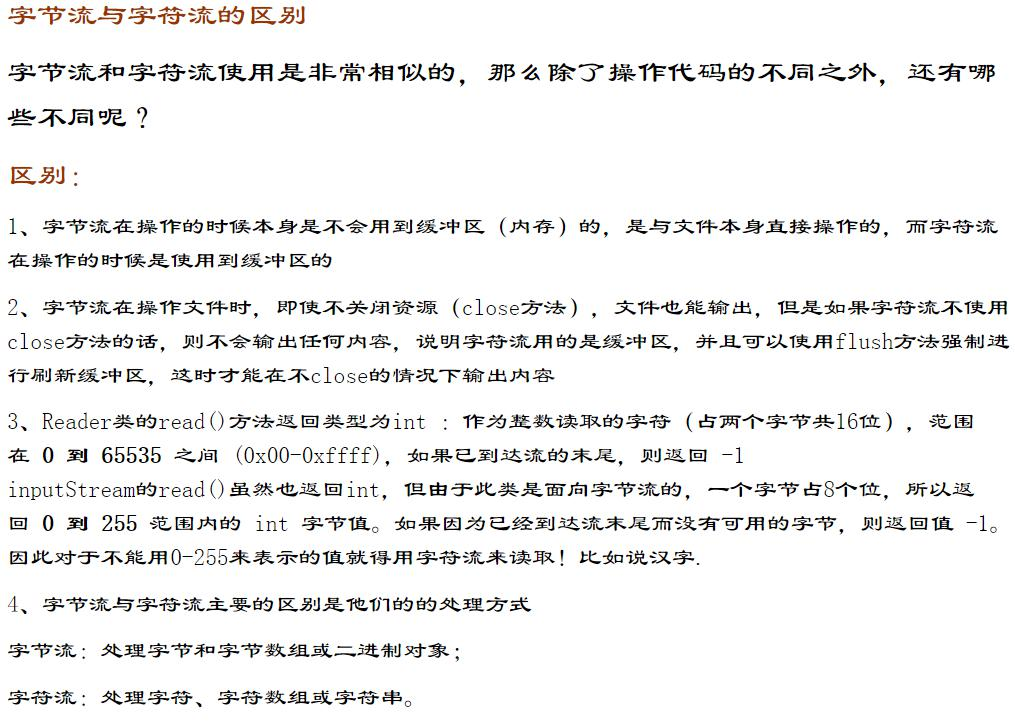 字节流与字符流的区别
字节流和字符流使用是非常相似的，那么除了操作代码的不同之外，还有哪
些不同呢？
区别：
1、字节流在操作的时候本身是不会用到缓冲区（内存）的，是与文件本身直接操作的，而字符流
在操作的时候是使用到缓冲区的
2、字节流在操作文件时，即使不关闭资源（close方法），文件也能输出，但是如果字符流不使用
close方法的话，则不会输出任何内容，说明字符流用的是缓冲区，并且可以使用flush方法强制进
行刷新缓冲区，这时才能在不close的情况下输出内容
3、Reader类的read()方法返回类型为int ：作为整数读取的字符（占两个字节共16位），范围
在 0 到 65535 之间 (0x00-0xffff)，如果已到达流的末尾，则返回 -1
inputStream的read()虽然也返回int，但由于此类是面向字节流的，一个字节占8个位，所以返
回 0 到 255 范围内的 int 字节值。如果因为已经到达流末尾而没有可用的字节，则返回值 -1。
因此对于不能用0-255来表示的值就得用字符流来读取！比如说汉字.
4、字节流与字符流主要的区别是他们的的处理方式
字节流：处理字节和字节数组或二进制对象；
字符流：处理字符、字符数组或字符串。